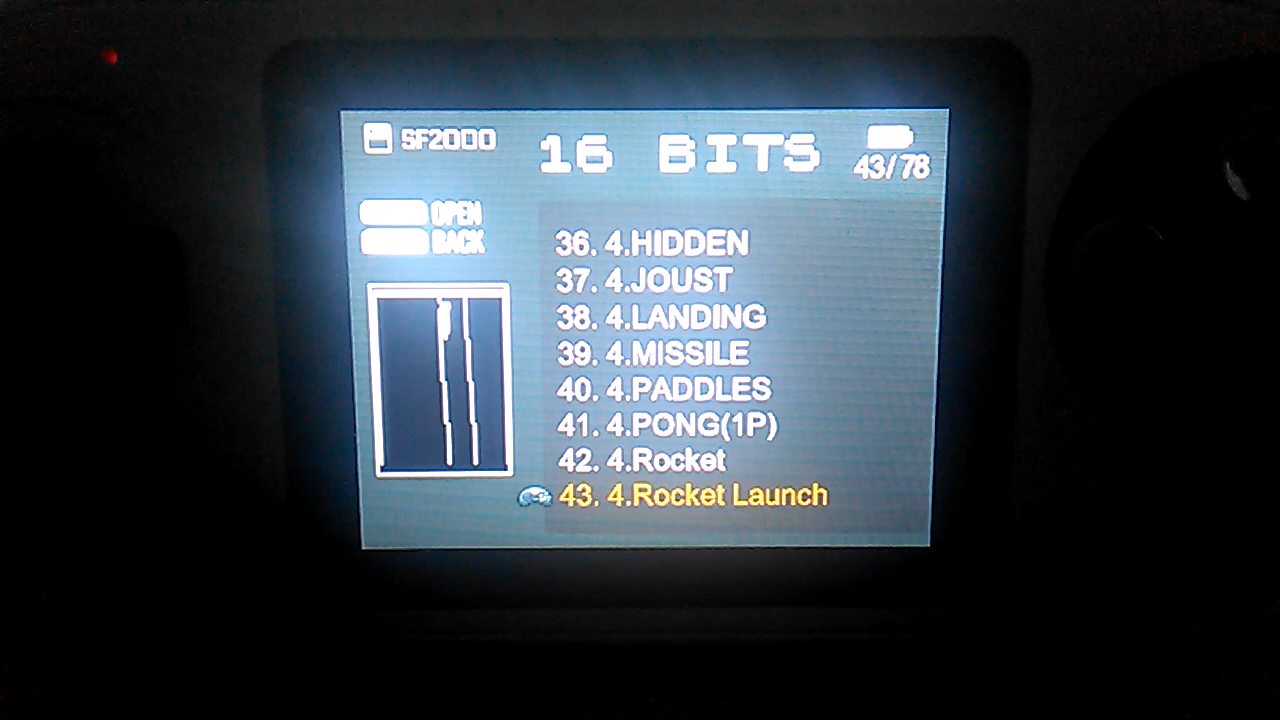 SF2000
16 BITS
43/78
OPEN
BACK
36. 4.HIDDEN
37. 4.JOUST
38. 4.LANDING
39. 4.MISSILE
40. 4.PADDLES
41. 4.PONG(1P)
42. 4.Rocket
43. 4.Rocket Launch